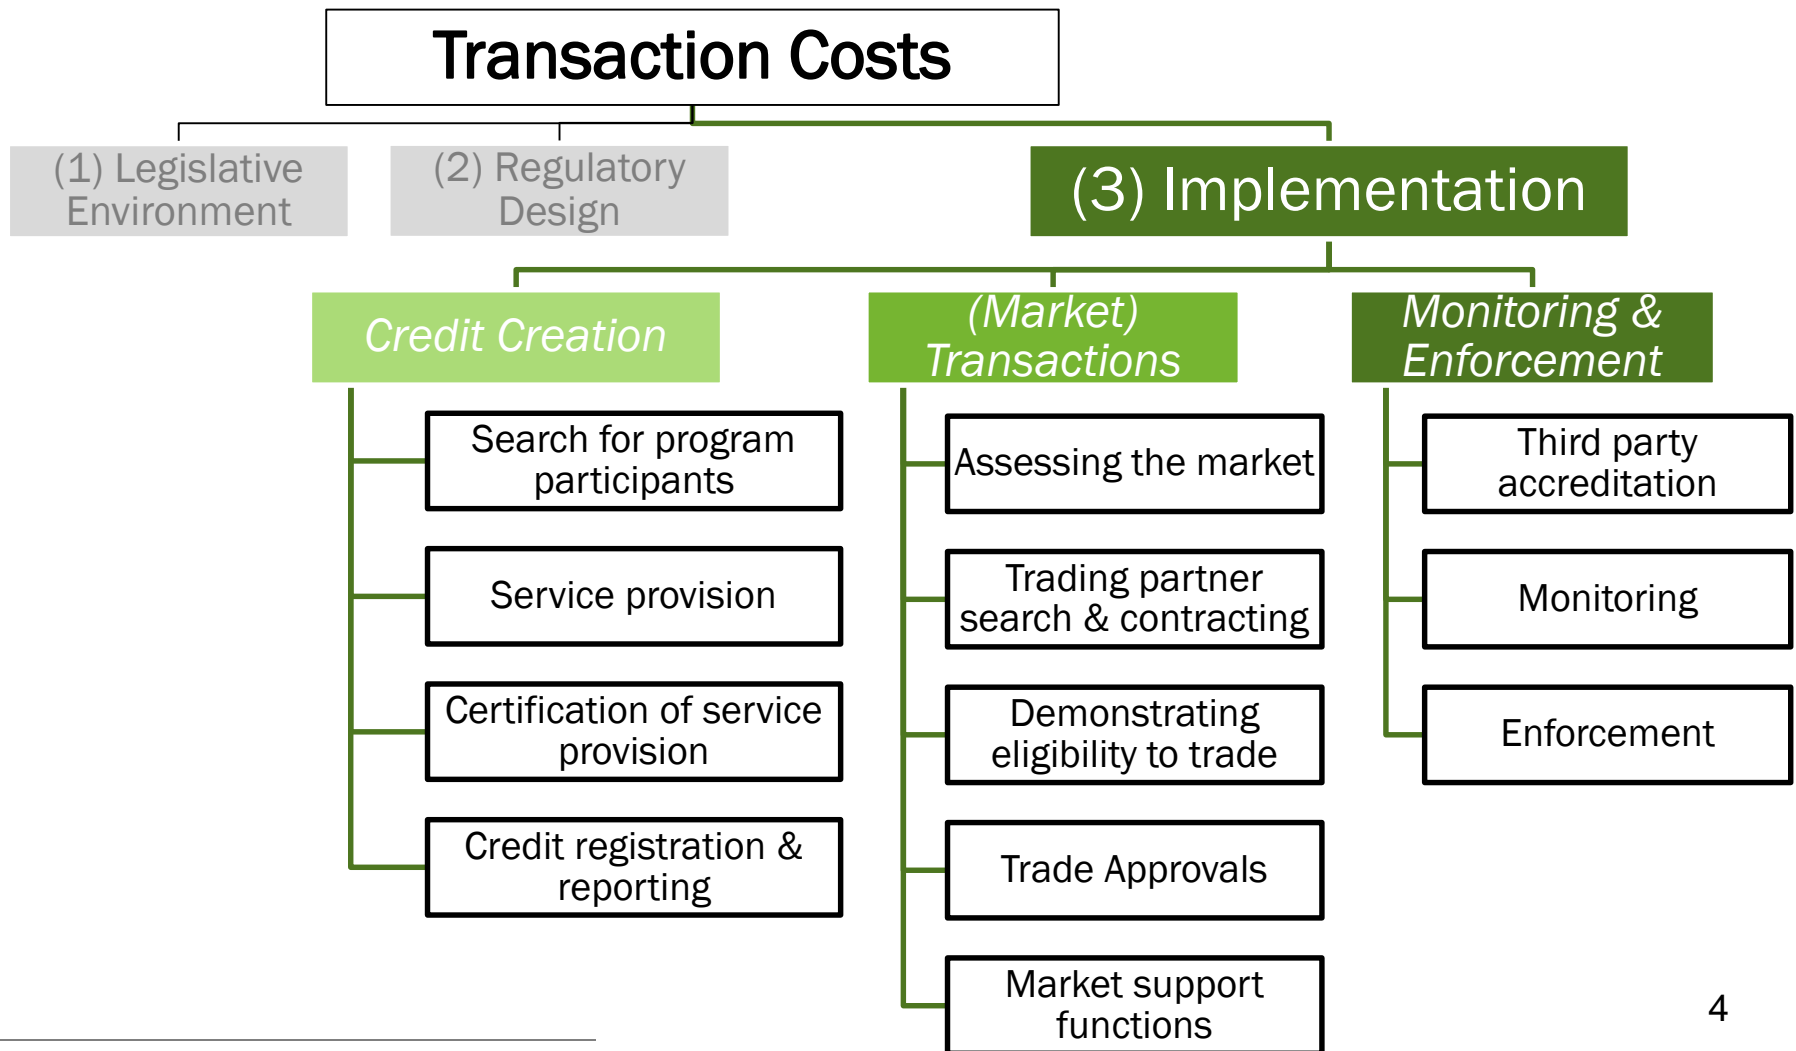 Transaction Costs
(1) Legislative
Environment
(2) Regulatory
Design
(3) Implementation
Credit Creation
Search for program
participants
Service provision
Certification of service
provision
Credit registration &
reporting
(Market)
Transactions
Assessing the market
Trading partner
search & contracting
Demonstrating
eligibility to trade
Trade Approvals
Market support
functions
Monitoring &
Enforcement
Third party
accreditation
Monitoring
Enforcement
4